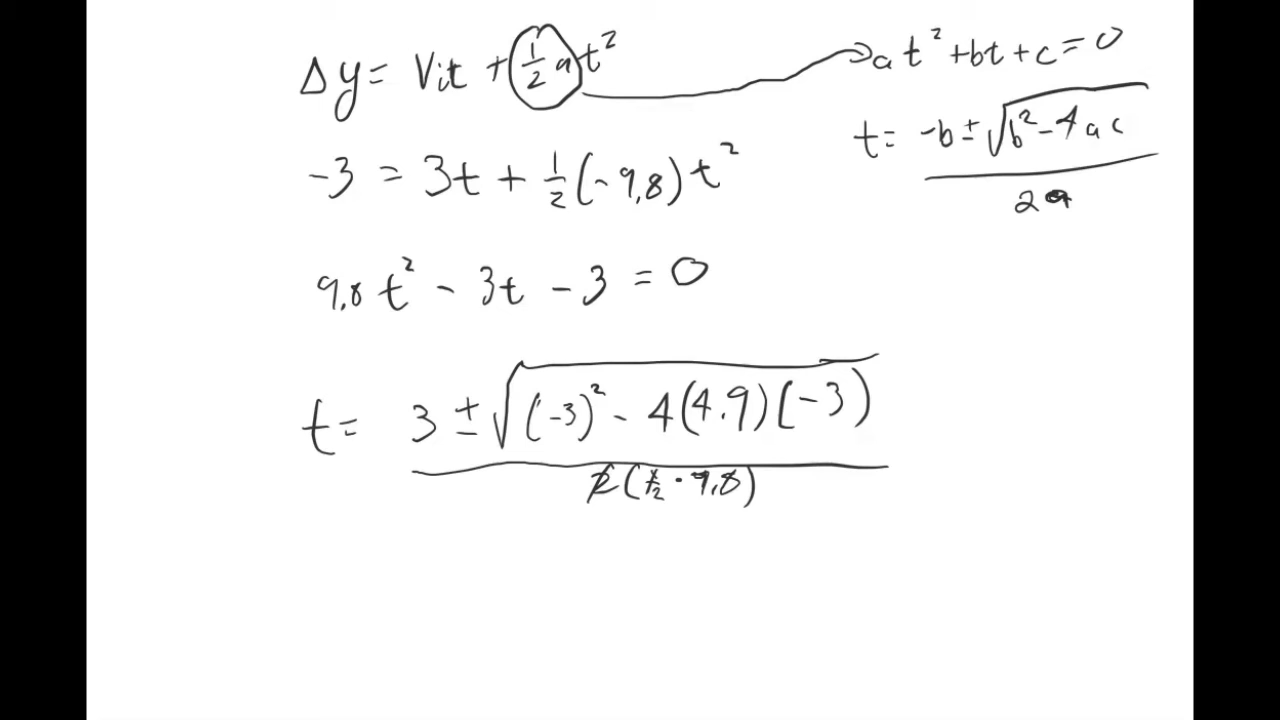 Δy = Vit + 1/2 a t²
at² + bt + c = 0
t = -b ± √(b² - 4ac) / 2a
-3 = 3t + 1/2 (-9.8) t²
9.8 t² - 3t - 3 = 0
t = 3 ± √((-3)² - 4(4.9)(-3)) / 2(1/2 · 9.8)